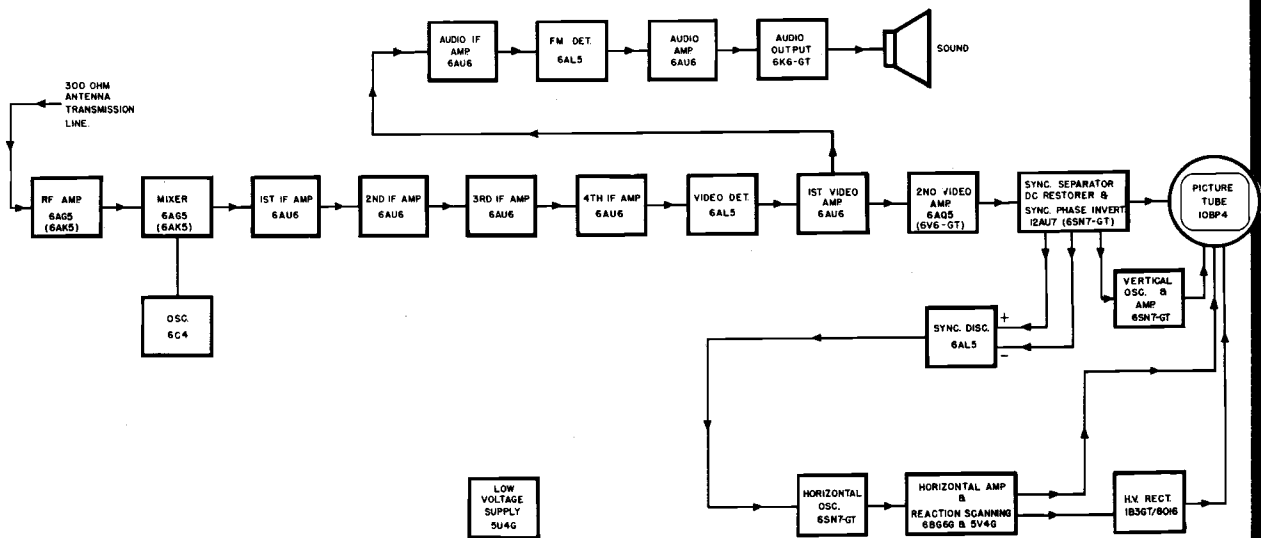 AUDIO IF
AMP
6AU6
FM DET.
6AL5
AUDIO
AMP
6AU6
AUDIO
OUTPUT
6K6-GT
SOUND
300 OHM
ANTENNA
TRANSMISSION
LINE.
RF AMP
6AG5
(6AK5)
MIXER
6AG5
(6AK5)
1ST IF AMP
6AU6
2ND IF AMP
6AU6
3RD IF AMP
6AU6
4TH IF AMP
6AU6
VIDEO DET.
6AL5
1ST VIDEO
AMP
6AU6
2ND VIDEO
AMP.
6AQ5
(6V6-GT)
SYNC. SEPARATOR
DC RESTORER &
SYNC. PHASE INVERT.
12AU7 (6SN7-GT)
PICTURE
TUBE
10BP4
OSC.
6C4
VERTICAL
OSC. &
AMP.
6SN7-GT
SYNC. DISC.
6AL5
+
-
LOW
VOLTAGE
SUPPLY
5U4G
HORIZONTAL
OSC.
6SN7-GT
HORIZONTAL AMP
&
REACTION SCANNING
6BG6G & 5V4G
H.V. RECT.
1B3GT/8016